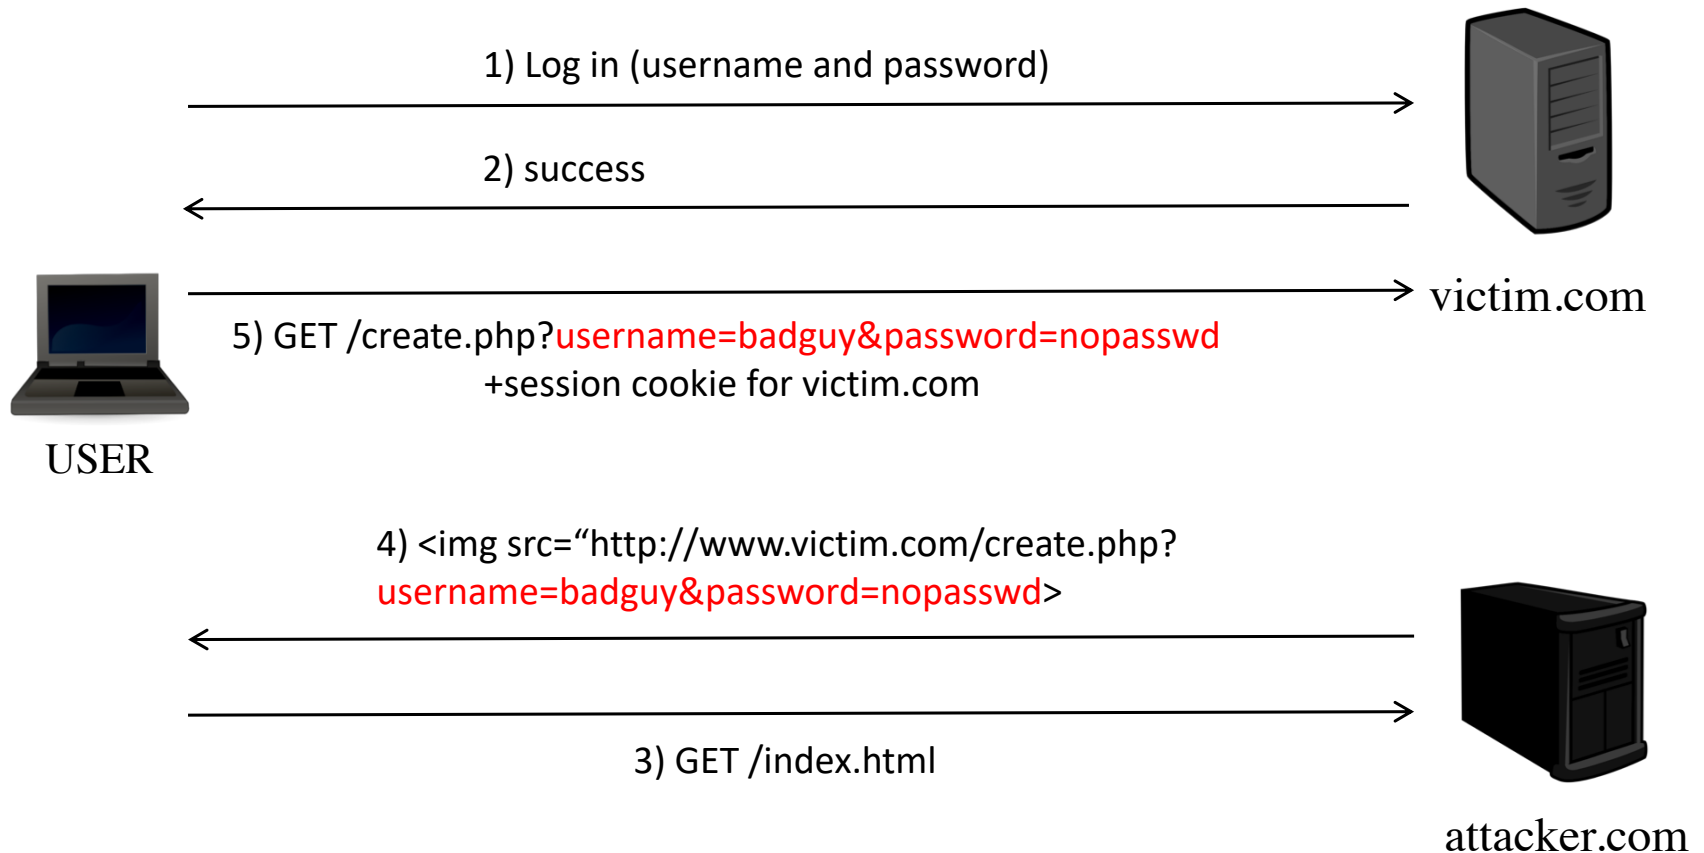 1) Log in (username and password)
2) success
victim.com
5) GET /create.php?username=badguy&password=nopasswd
+session cookie for victim.com
USER
4) <img src=“http://www.victim.com/create.php?
username=badguy&password=nopasswd>
3) GET /index.html
attacker.com